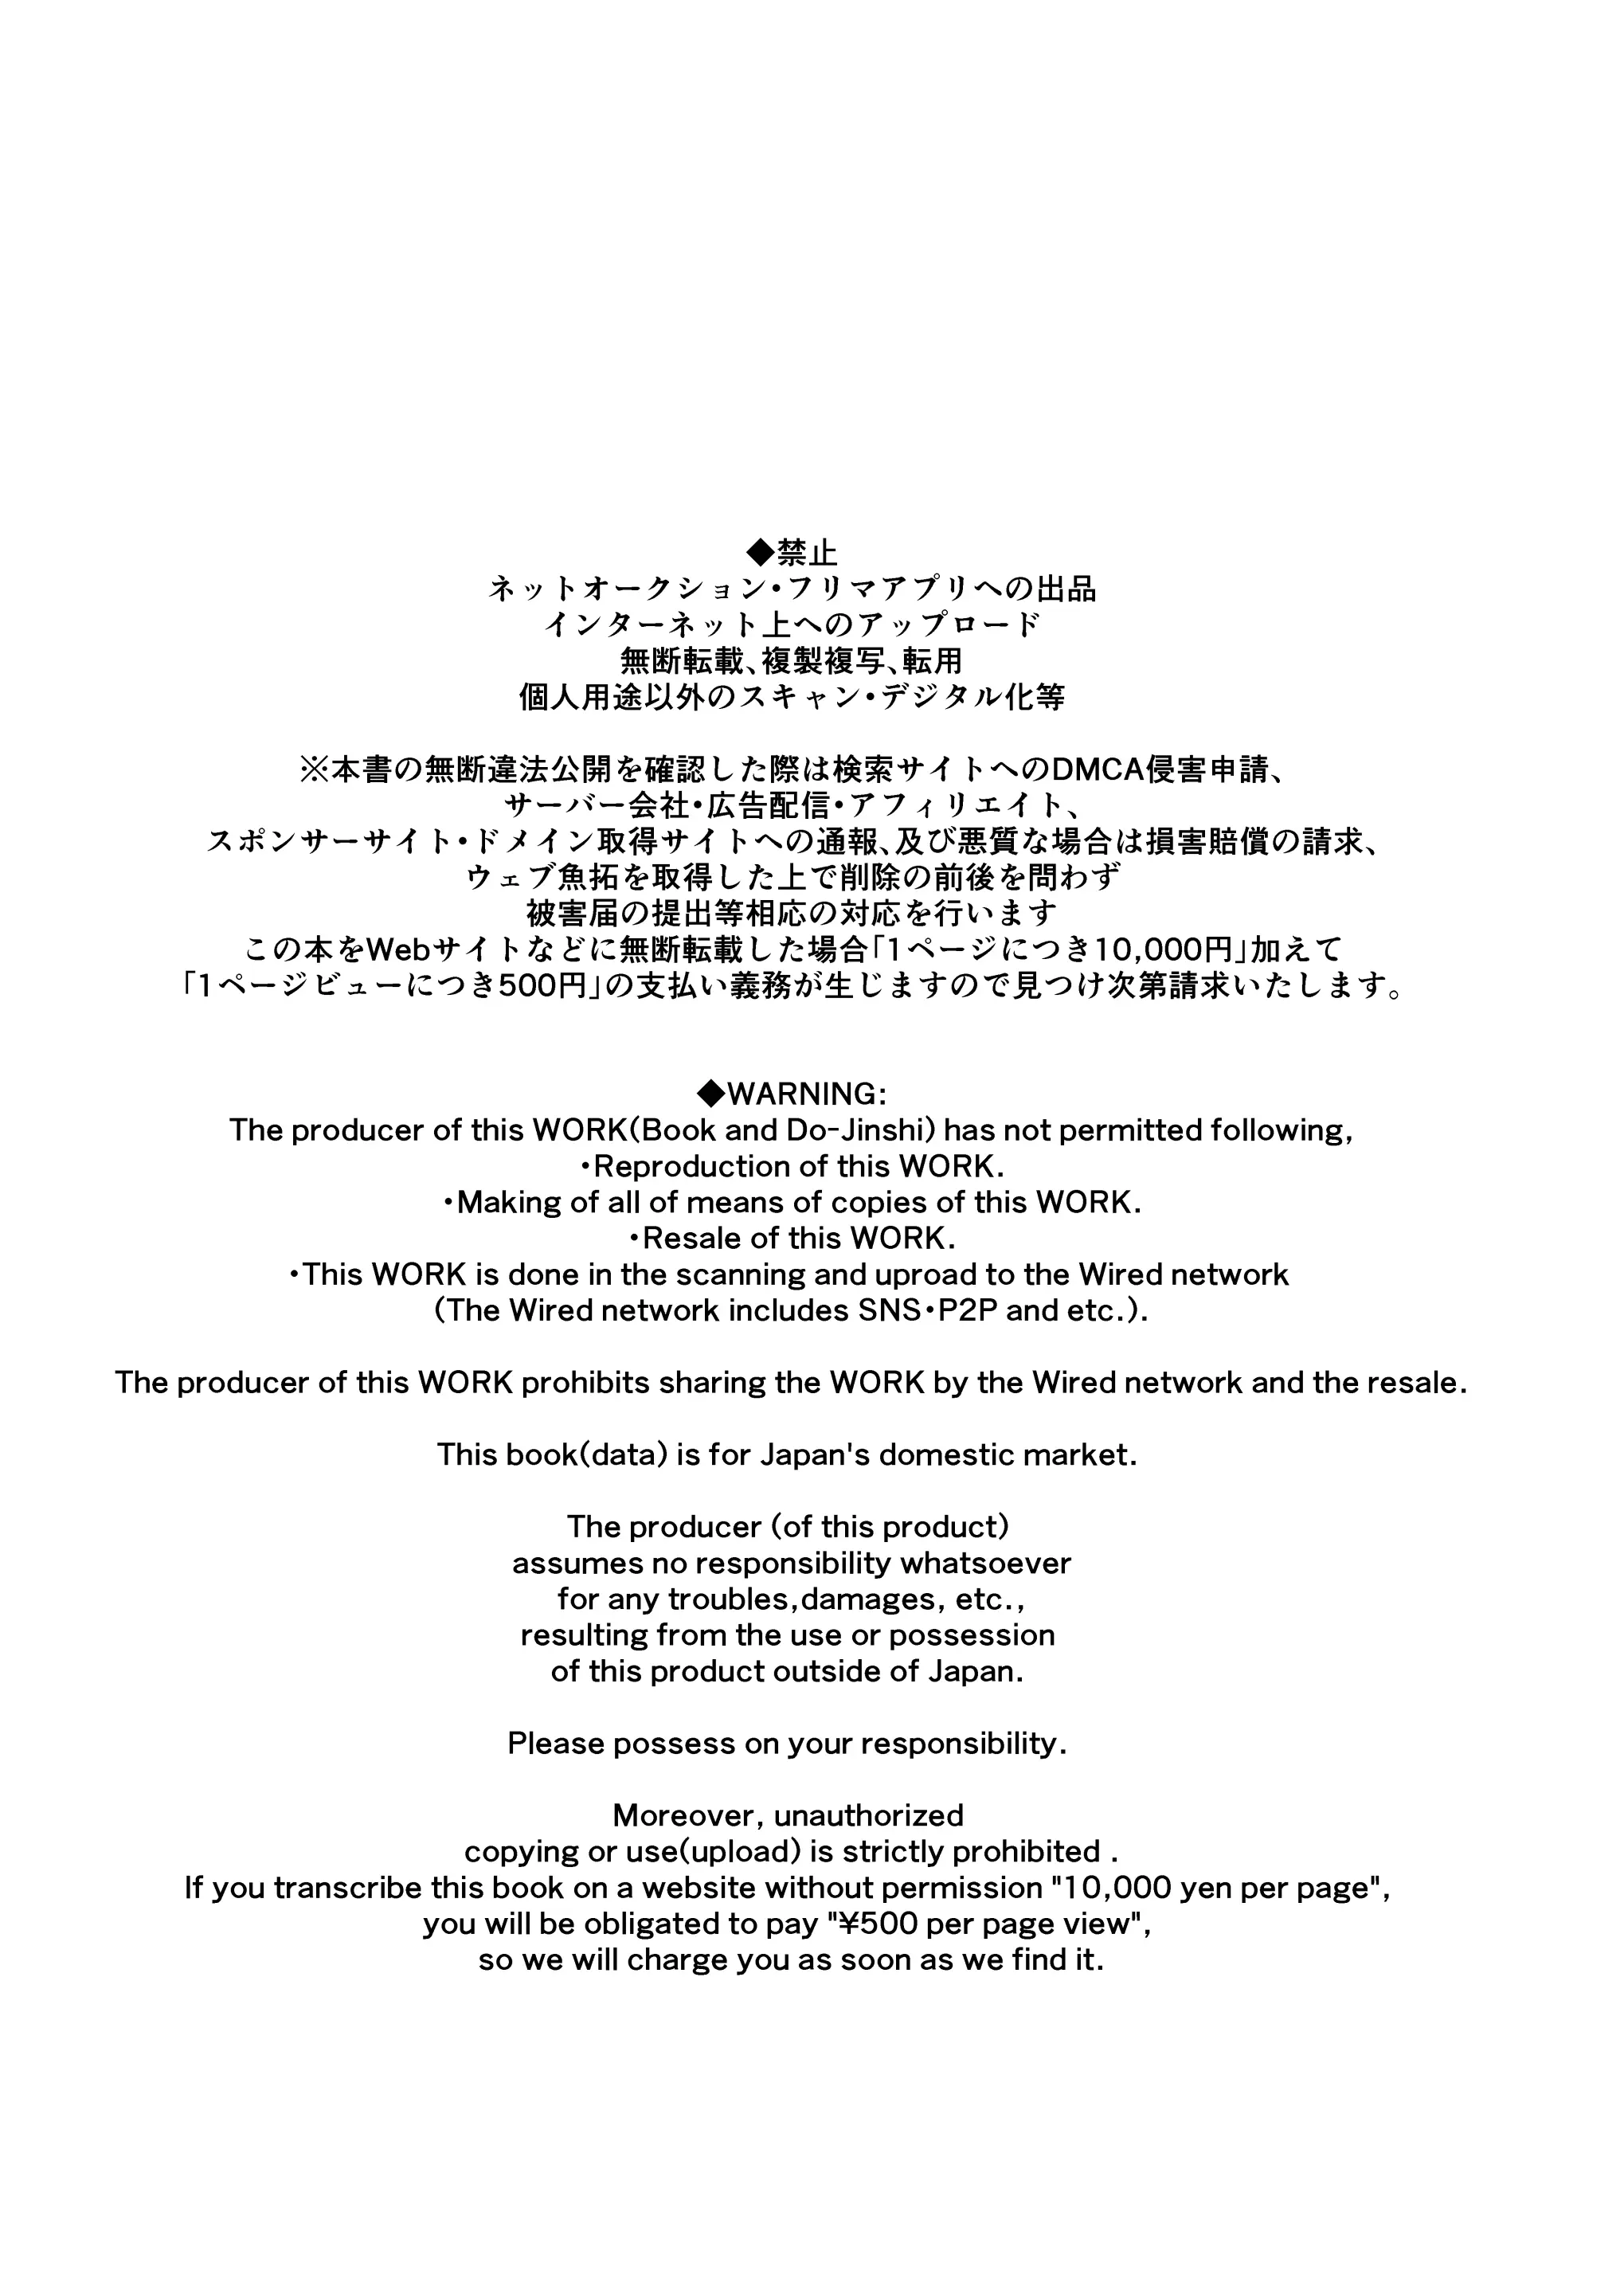 ◆禁止
ネットオークション・フリマアプリへの出品
インターネット上へのアップロード
無断転載、複製複写、転用
個人用途以外のスキャン・デジタル化等
※本書の無断違法公開を確認した際は検索サイトへのDMCA侵害申請、
サーバー会社・広告配信・アフィリエイト、
スポンサーサイト・ドメイン取得サイトへの通報、及び悪質な場合は損害賠償の請求、
ウェブ魚拓を取得した上で削除の前後を問わず
被害届の提出等相応の対応を行います
この本をWebサイトなどに無断転載した場合「1ページにつき10,000円」加えて
「1ページビューにつき500円」の支払い義務が生じますので見つけ次第請求いたします。
◆WARNING:
The producer of this WORK(Book and Do-Jinshi) has not permitted following,
・Reproduction of this WORK.
・Making of all of means of copies of this WORK.
・Resale of this WORK.
・This WORK is done in the scanning and uproad to the Wired network
(The Wired network includes SNS・P2P and etc.).
The producer of this WORK prohibits sharing the WORK by the Wired network and the resale.
This book(data) is for Japan's domestic market.
The producer (of this product)
assumes no responsibility whatsoever
for any troubles,damages, etc.,
resulting from the use or possession
of this product outside of Japan.
Please possess on your responsibility.
Moreover, unauthorized
copying or use(upload) is strictly prohibited .
If you transcribe this book on a website without permission "10,000 yen per page",
you will be obligated to pay "¥500 per page view",
so we will charge you as soon as we find it.